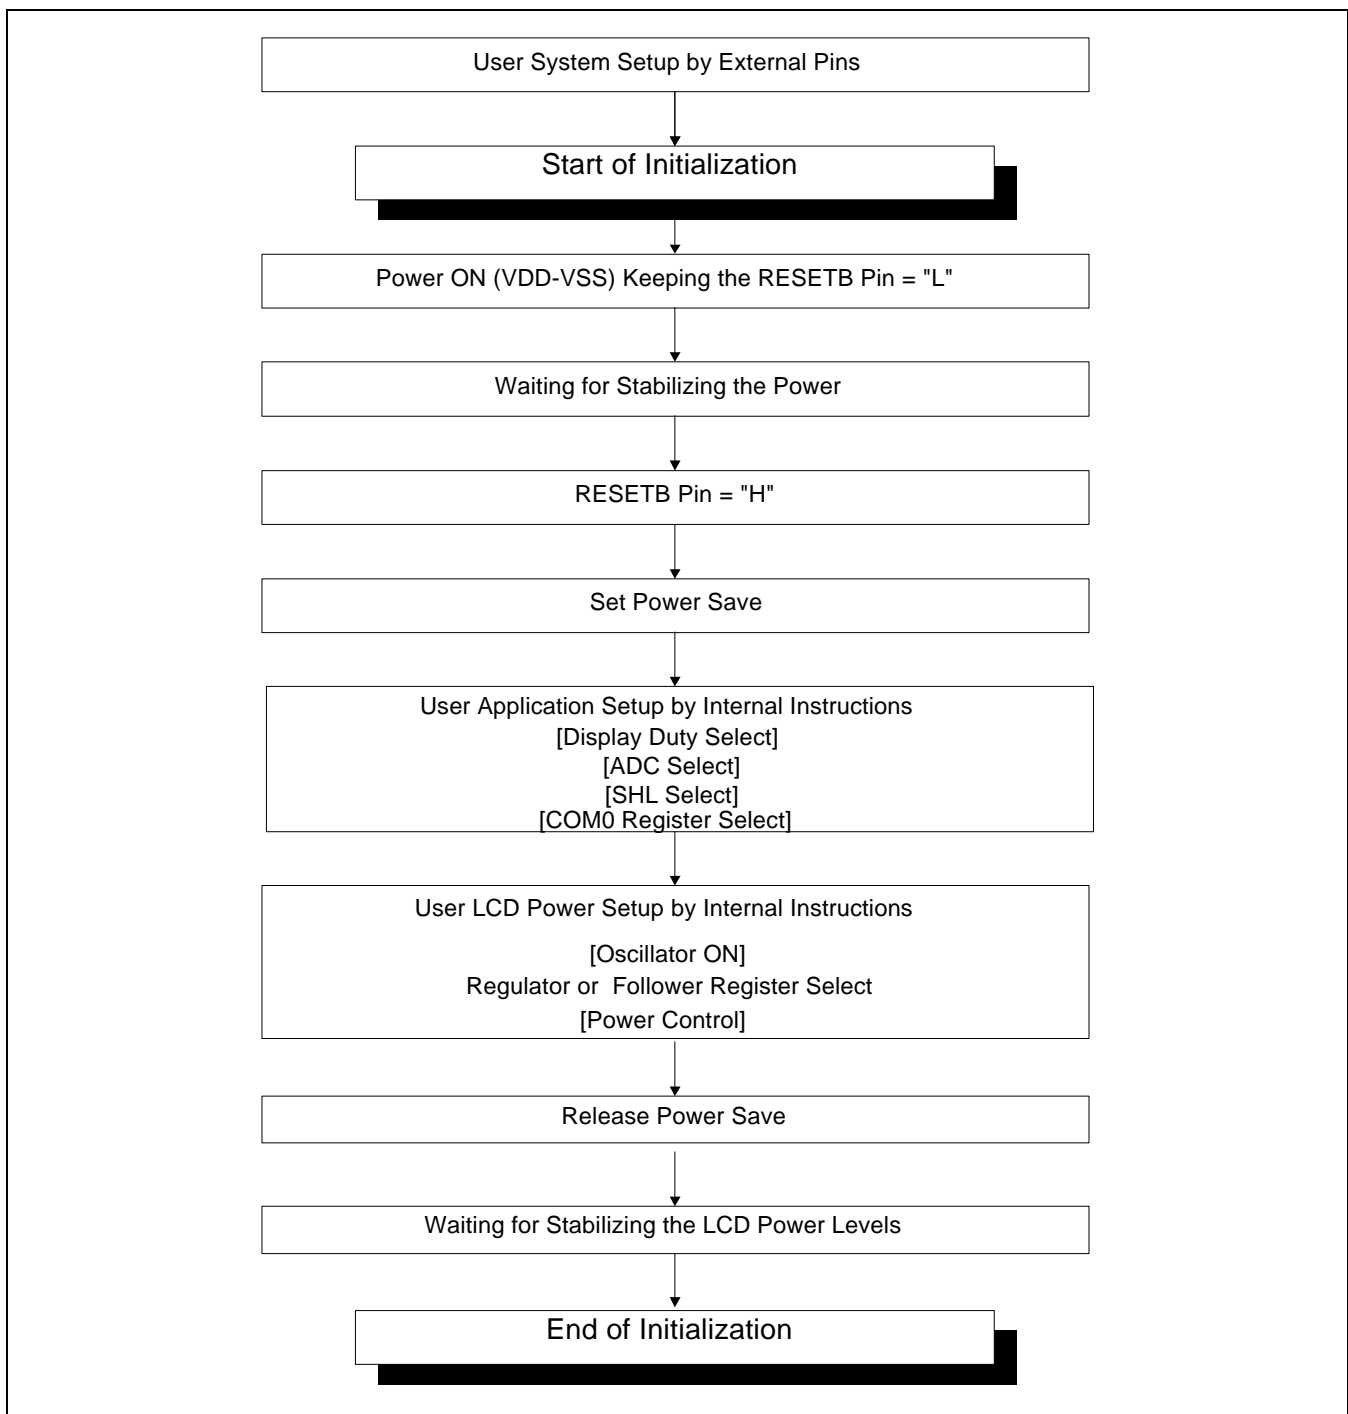 User System Setup by External Pins
Start of Initialization
Power ON (VDD-VSS) Keeping the RESETB Pin = "L"
Waiting for Stabilizing the Power
RESETB Pin = "H"
Set Power Save
User Application Setup by Internal Instructions
[Display Duty Select]
[ADC Select]
[SHL Select]
[COM0 Register Select]
User LCD Power Setup by Internal Instructions
[Oscillator ON]
Regulator or Follower Register Select
[Power Control]
Release Power Save
Waiting for Stabilizing the LCD Power Levels
End of Initialization